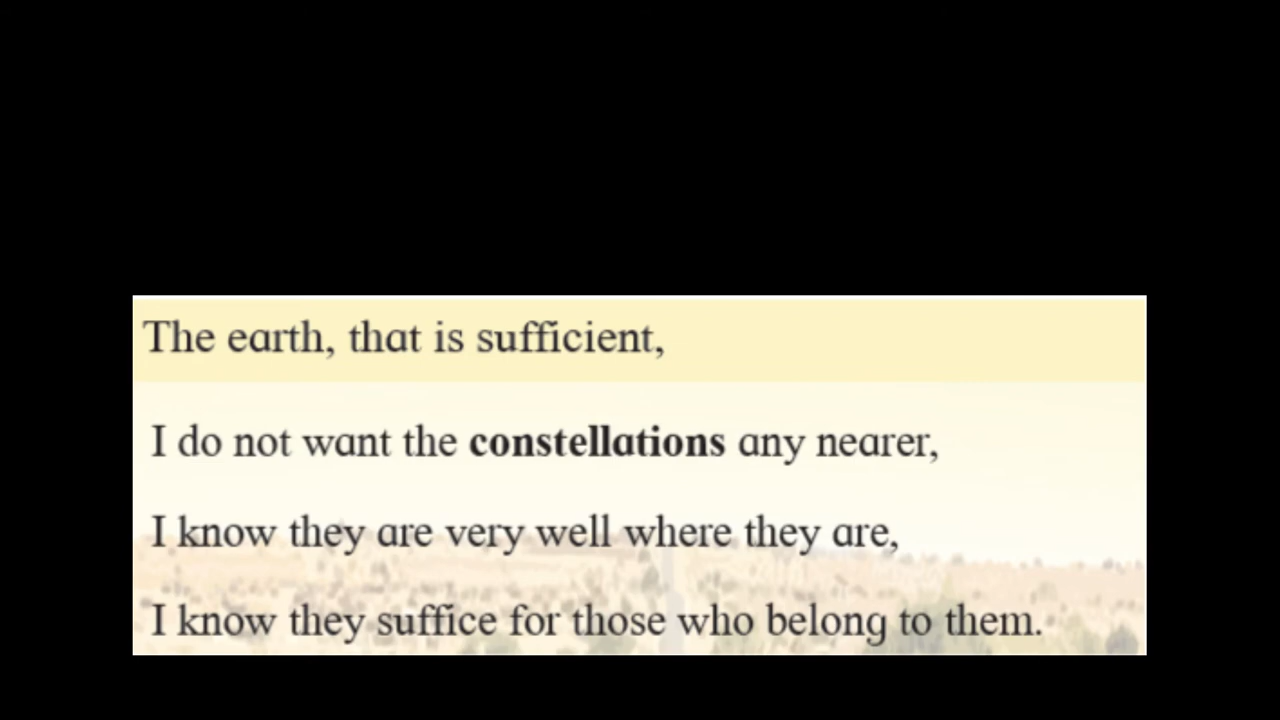 The earth, that is sufficient,
I do not want the constellations any nearer,
I know they are very well where they are,
I know they suffice for those who belong to them.